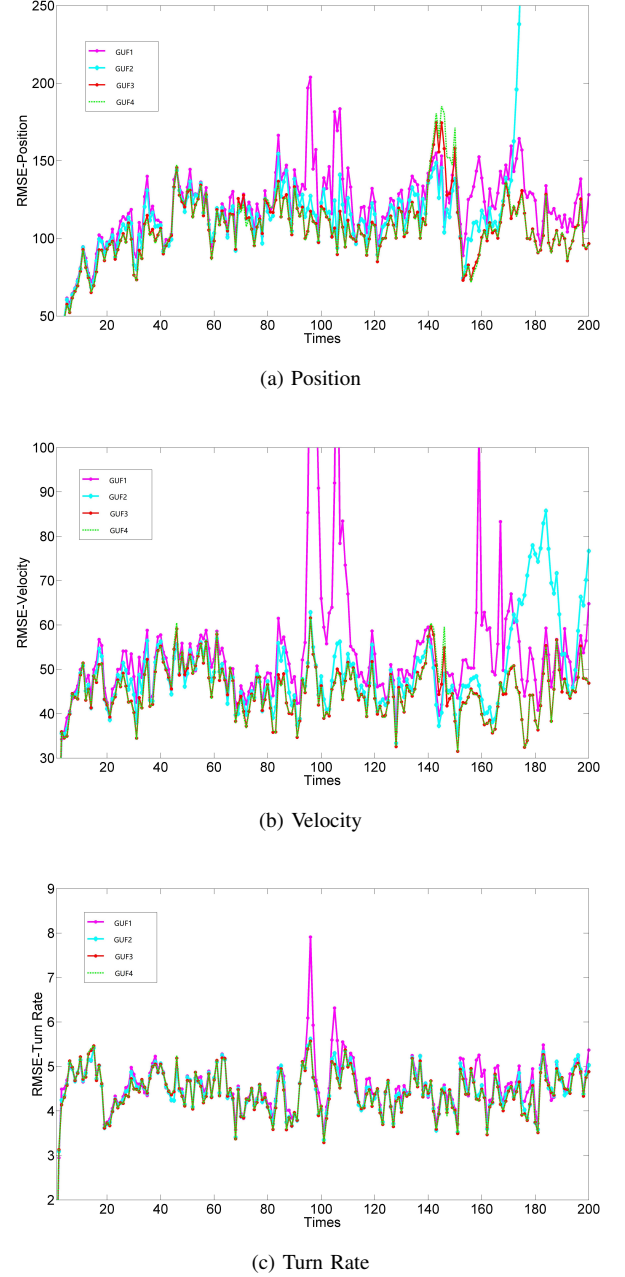 250
200
150
100
50
RMSE-Position
GUF1
GUF2
GUF3
GUF4
20 40 60 80 100 120 140 160 180 200
Times
(a) Position
100
90
80
70
60
50
40
30
RMSE-Velocity
GUF1
GUF2
GUF3
GUF4
20 40 60 80 100 120 140 160 180 200
Times
(b) Velocity
9
8
7
6
5
4
3
2
RMSE-Turn Rate
GUF1
GUF2
GUF3
GUF4
20 40 60 80 100 120 140 160 180 200
Times
(c) Turn Rate